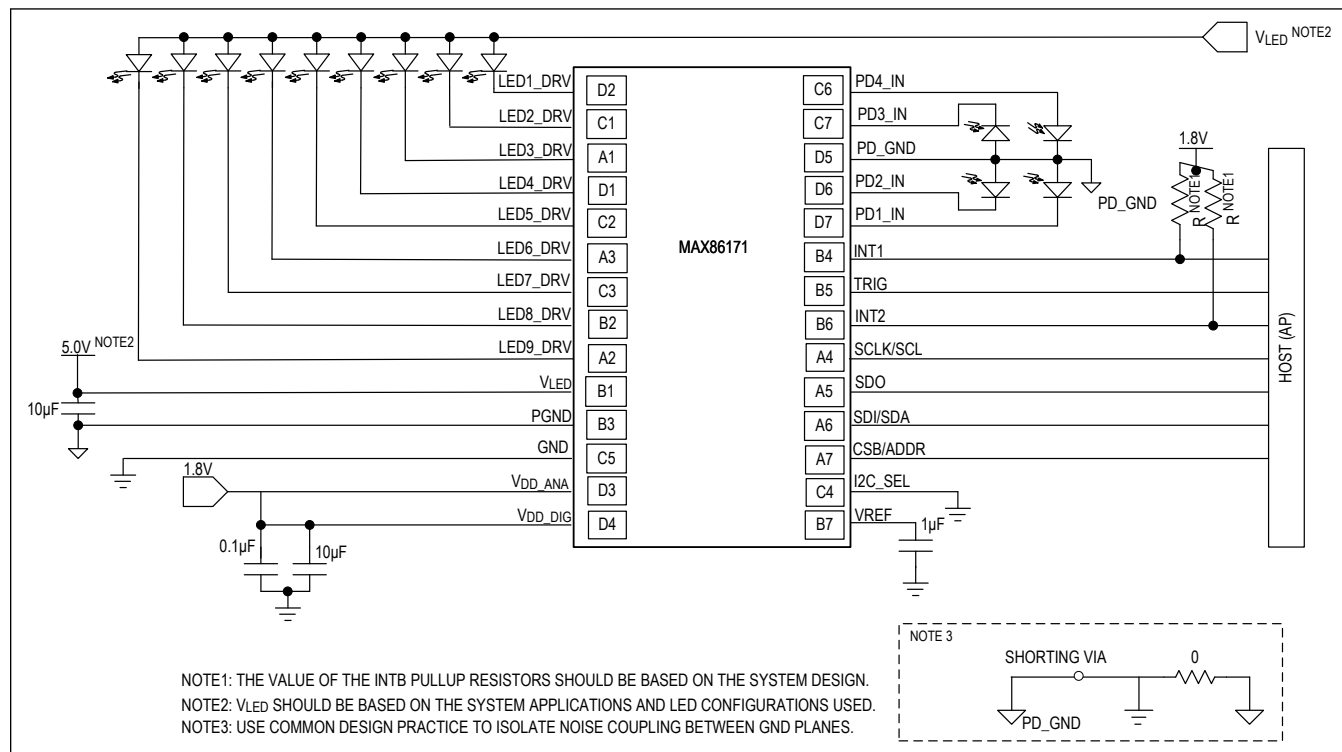 VLED NOTE2
LED1_DRV
D2
LED2_DRV
C1
LED3_DRV
A1
LED4_DRV
D1
LED5_DRV
C2
LED6_DRV
A3
LED7_DRV
C3
LED8_DRV
B2
LED9_DRV
A2
5.0V NOTE2
VLED
B1
10µF
PGND
B3
GND
C5
1.8V
VDD_ANA
D3
VDD_DIG
D4
0.1µF
10µF
MAX86171
C6
PD4_IN
C7
PD3_IN
D5
PD_GND
D6
PD2_IN
D7
PD1_IN
PD_GND
1.8V
R NOTE1
R NOTE1
B4
INT1
B5
TRIG
B6
INT2
A4
SCLK/SCL
A5
SDO
A6
SDI/SDA
A7
CSB/ADDR
C4
I2C_SEL
B7
VREF
1µF
HOST (AP)
NOTE 3
SHORTING VIA
0
PD_GND
NOTE1: THE VALUE OF THE INTB PULLUP RESISTORS SHOULD BE BASED ON THE SYSTEM DESIGN.
NOTE2: VLED SHOULD BE BASED ON THE SYSTEM APPLICATIONS AND LED CONFIGURATIONS USED.
NOTE3: USE COMMON DESIGN PRACTICE TO ISOLATE NOISE COUPLING BETWEEN GND PLANES.